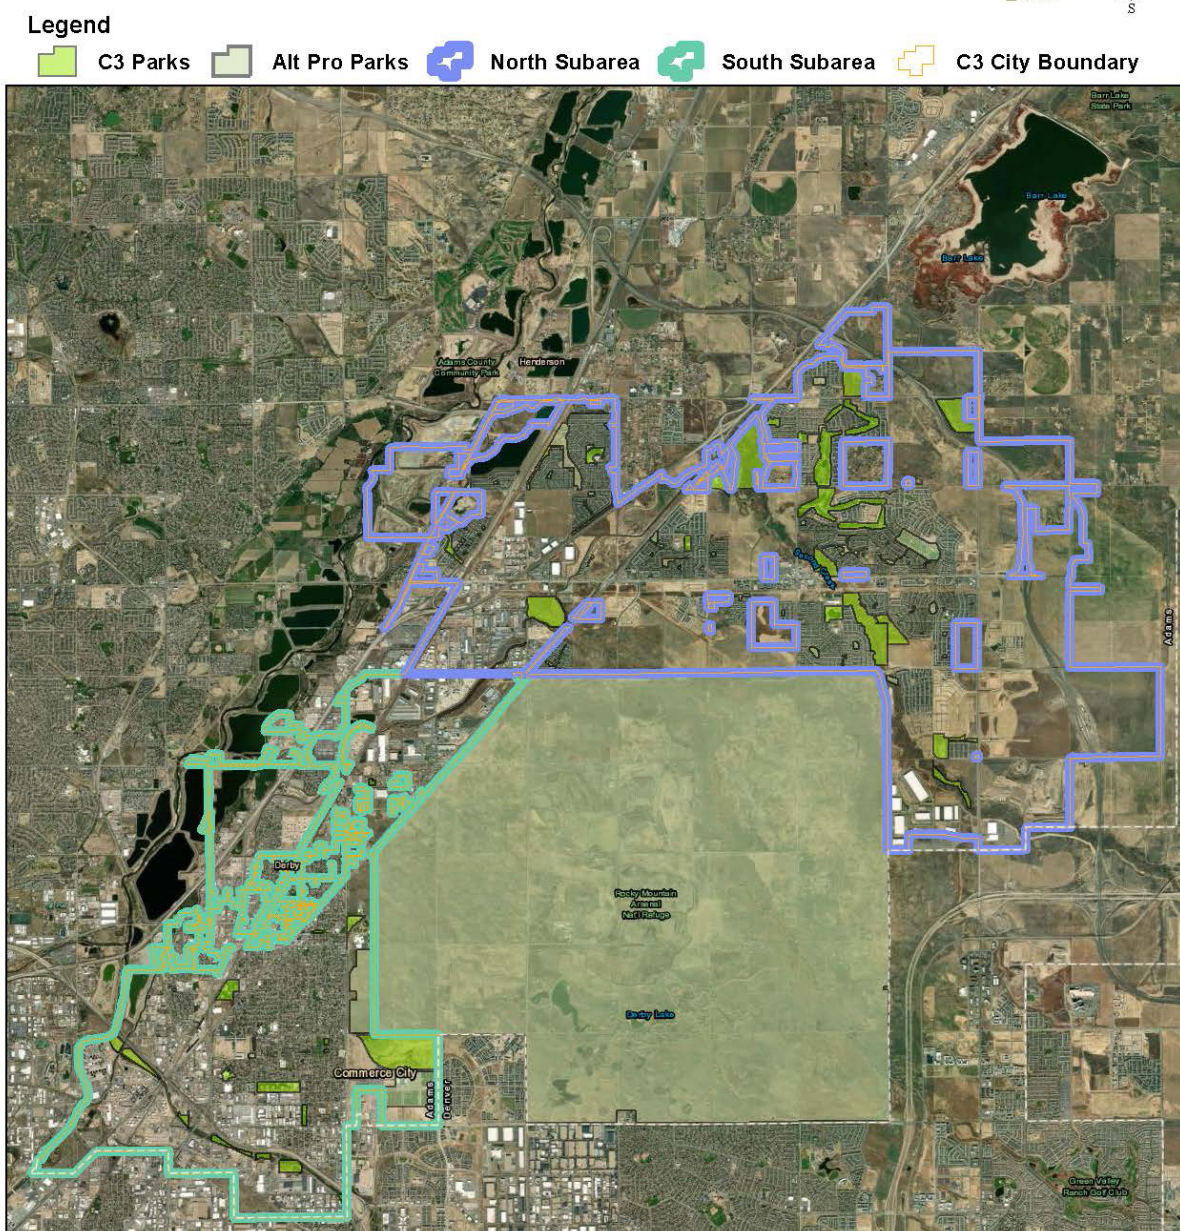 S
Legend
C3 Parks
Alt Pro Parks
North Subarea
South Subarea
C3 City Boundary
Barr Lake
State Park
Barr Lake
Barr Lake
Adams County
Community Park
Henderson
Adams
Derby
Rocky Mountain
Arsenal
Nat'l Refuge
Derby Lake
Commerce City
Adams
Denver
Green Valley
Ranch Golf Club